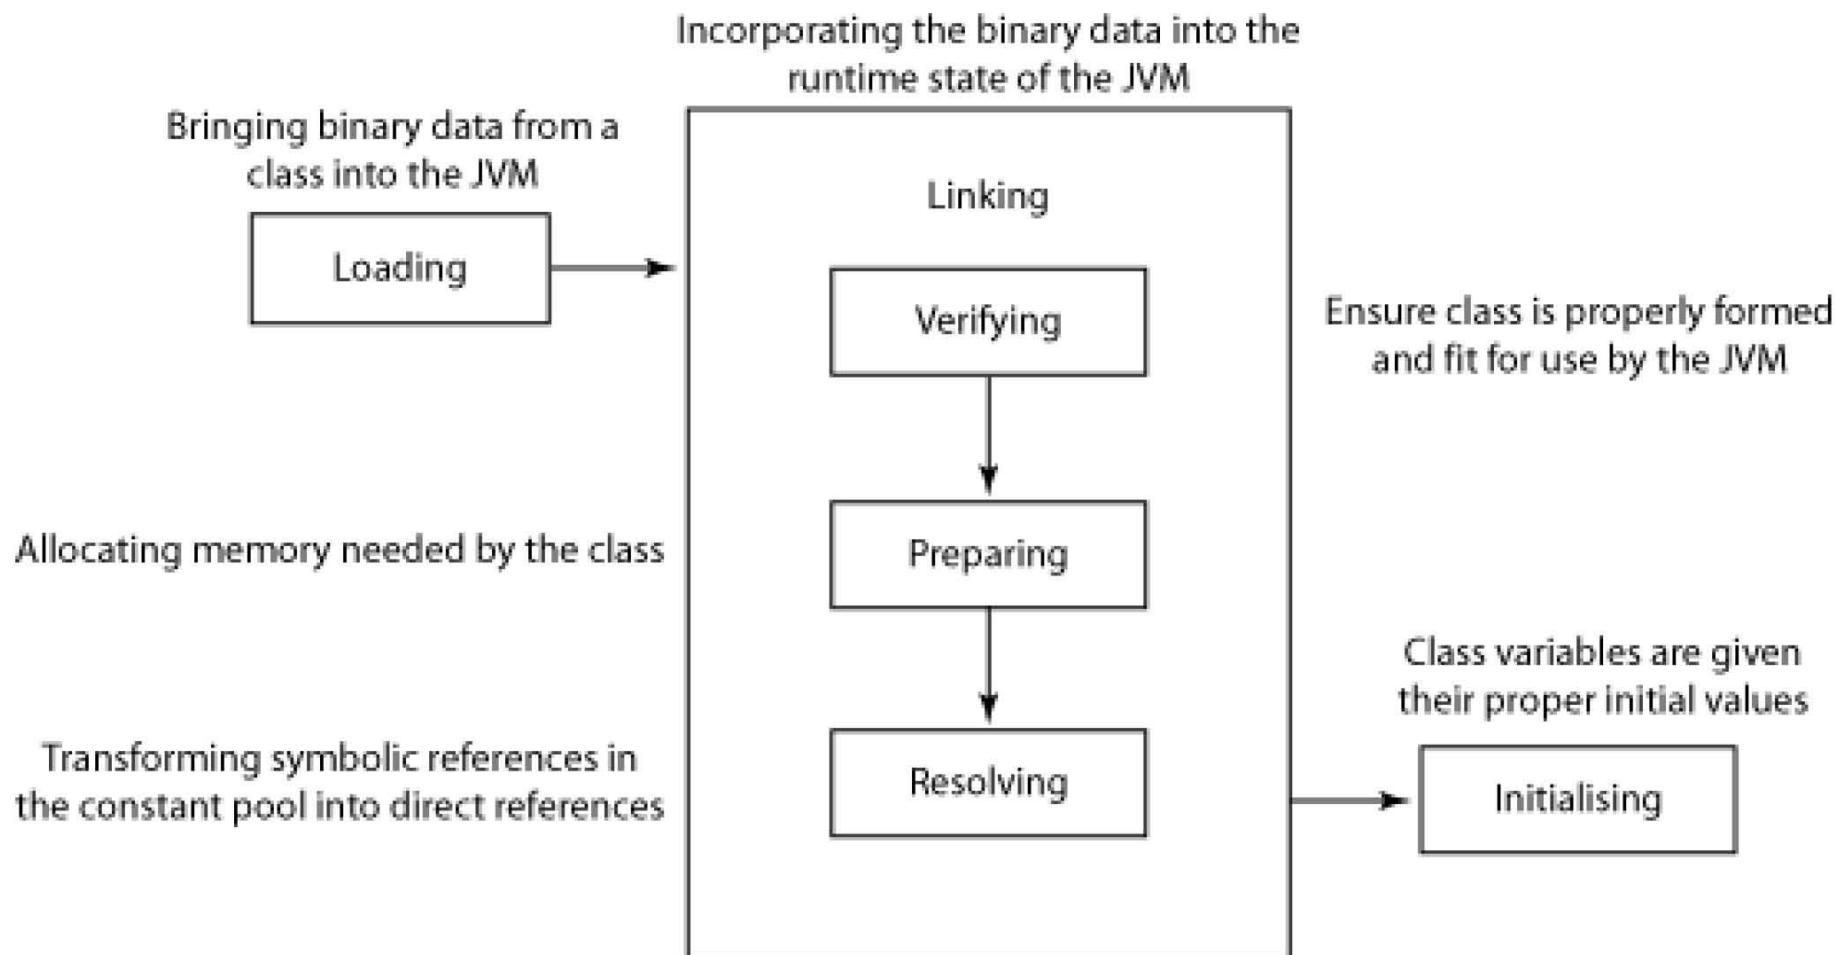 Incorporating the binary data into the
runtime state of the JVM
Bringing binary data from a
class into the JVM
Loading
Linking
Verifying
Ensure class is properly formed
and fit for use by the JVM
Allocating memory needed by the class
Preparing
Class variables are given
their proper initial values
Transforming symbolic references in
the constant pool into direct references
Resolving
Initialising